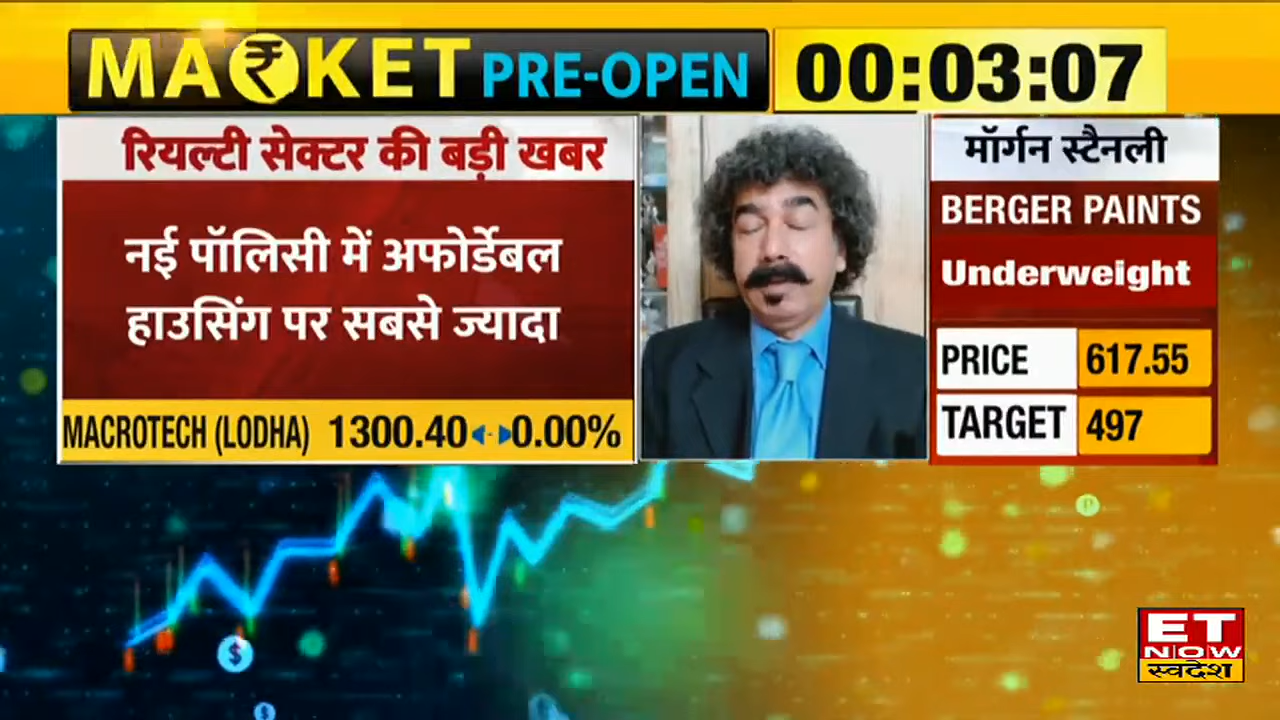 MA₹KET PRE-OPEN
00:03:07
रियल्टी सेक्टर की बड़ी खबर
नई पॉलिसी में अफोर्डेबल
हाउसिंग पर सबसे ज्यादा
MACROTECH (LODHA) 1300.40 0.00%
मॉर्गन स्टैनली
BERGER PAINTS
Underweight
PRICE 617.55
TARGET 497
ET
NOW
स्वदेश